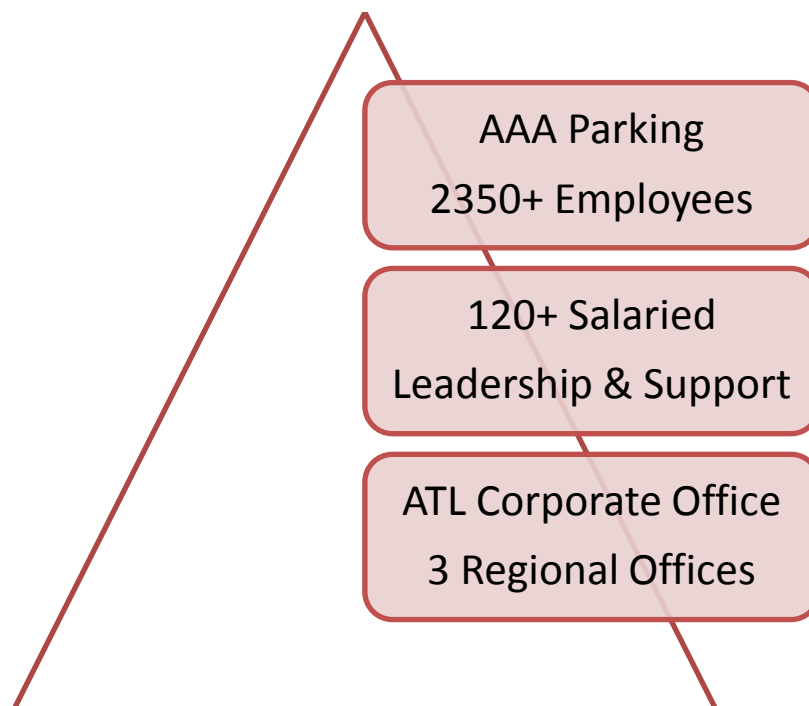 AAA Parking
2350+ Employees
120+ Salaried
Leadership & Support
ATL Corporate Office
3 Regional Offices